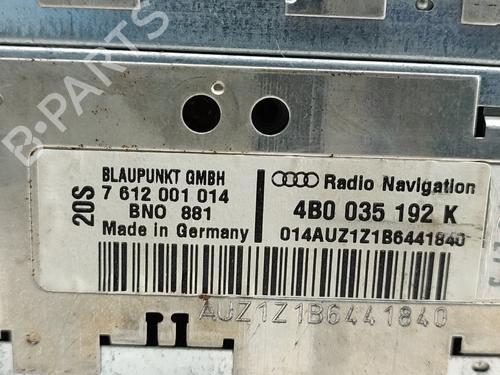 B-PARTS
20S
BLAUPUNKT GMBH
7 612 001 014
BNO 881
Made in Germany
Radio Navigation
4B0 035 192 K
014AUZ1Z1B6441840
AUZ1Z1B6441840